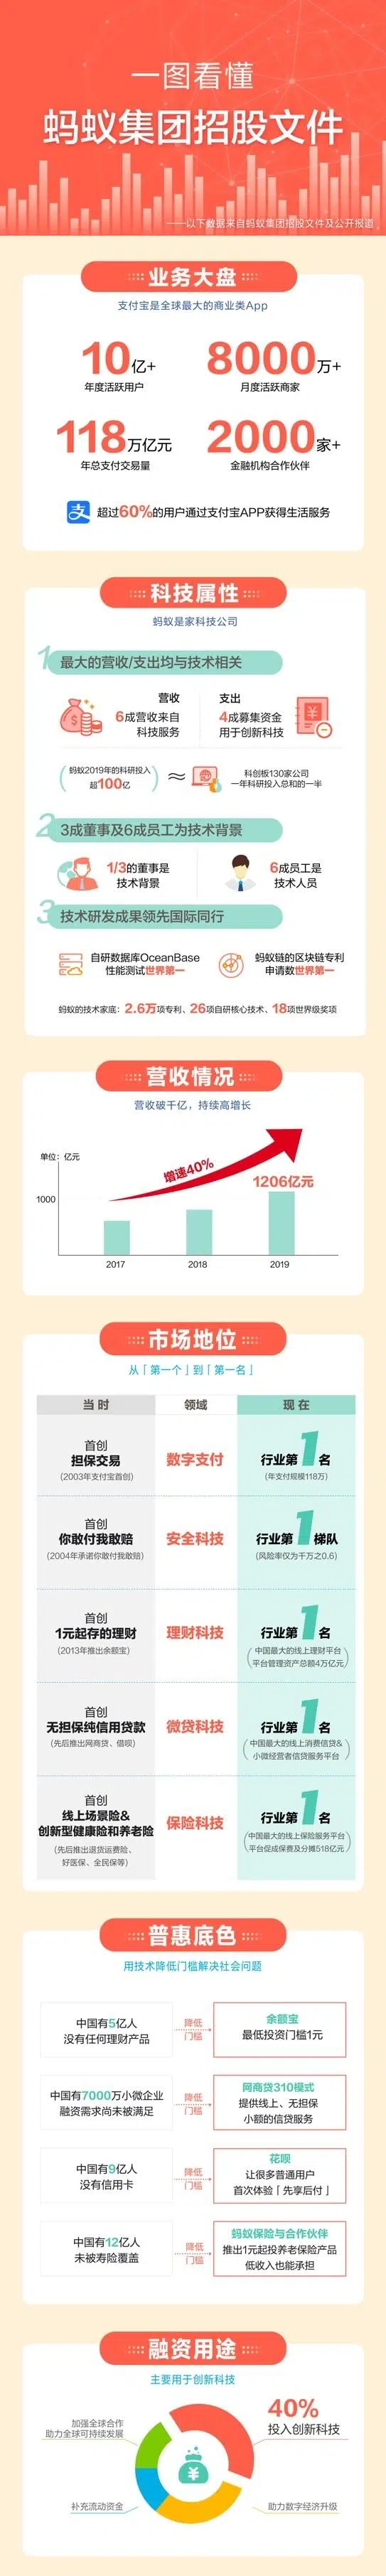 一图看懂
蚂蚁集团招股文件
——以下数据来自蚂蚁集团招股文件及公开报道
业务大盘
支付宝是全球最大的商业类App
10亿+
年度活跃用户
8000万+
月度活跃商家
118万亿元
年总支付交易量
2000家+
金融机构合作伙伴
支 超过60%的用户通过支付宝APP获得生活服务
科技属性
蚂蚁是家科技公司
1 最大的营收/支出均与技术相关
营收
6成营收来自
科技服务
支出
4成募集资金
用于创新科技
蚂蚁2019年的科研投入
超100亿
≈
科创板130家公司
一年科研投入总和的一半
2 3成董事及6成员工为技术背景
1/3的董事是
技术背景
6成员工是
技术人员
3 技术研发成果领先国际同行
自研数据库OceanBase
性能测试世界第一
蚂蚁链的区块链专利
申请数世界第一
蚂蚁的技术家底：2.6万项专利、26项自研核心技术、18项世界级奖项
营收情况
营收破千亿，持续高增长
单位：亿元
增速40%
1206亿元
1000
2017 2018 2019
市场地位
从「第一个」到「第一名」
当时 领域 现在
首创
担保交易
(2003年支付宝首创)
数字支付
行业第1名
(年支付规模118万)
首创
你敢付我敢赔
(2004年承诺你敢付我敢赔)
安全科技
行业第1梯队
(风险率仅为千万之0.6)
首创
1元起存的理财
(2013年推出余额宝)
理财科技
行业第1名
(中国最大的线上理财平台
平台管理资产总额4万亿元)
首创
无担保纯信用贷款
(先后推出网商贷、借呗)
微贷科技
行业第1名
(中国最大的线上消费信贷&
小微经营者信贷服务平台)
首创
线上场景险&
创新型健康险和养老险
(先后推出退货运费险、
好医保、全民保等)
保险科技
行业第1名
(中国最大的线上保险服务平台
平台促成保费及分摊518亿元)
普惠底色
用技术降低门槛解决社会问题
中国有5亿人
没有任何理财产品
降低
门槛
余额宝
最低投资门槛1元
中国有7000万小微企业
融资需求尚未被满足
降低
门槛
网商贷310模式
提供线上、无担保
小额的信贷服务
中国有9亿人
没有信用卡
降低
门槛
花呗
让很多普通用户
首次体验「先享后付」
中国有12亿人
未被寿险覆盖
降低
门槛
蚂蚁保险与合作伙伴
推出1元起投养老保险产品
低收入也能承担
融资用途
主要用于创新科技
40%
投入创新科技
加强全球合作
助力全球可持续发展
补充流动资金
助力数字经济升级